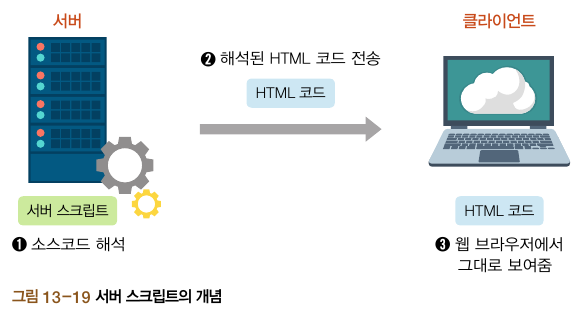 서버
클라이언트
❷ 해석된 HTML 코드 전송
HTML 코드
서버 스크립트
❶ 소스코드 해석
HTML 코드
❸ 웹 브라우저에서
그대로 보여줌
그림 13-19 서버 스크립트의 개념